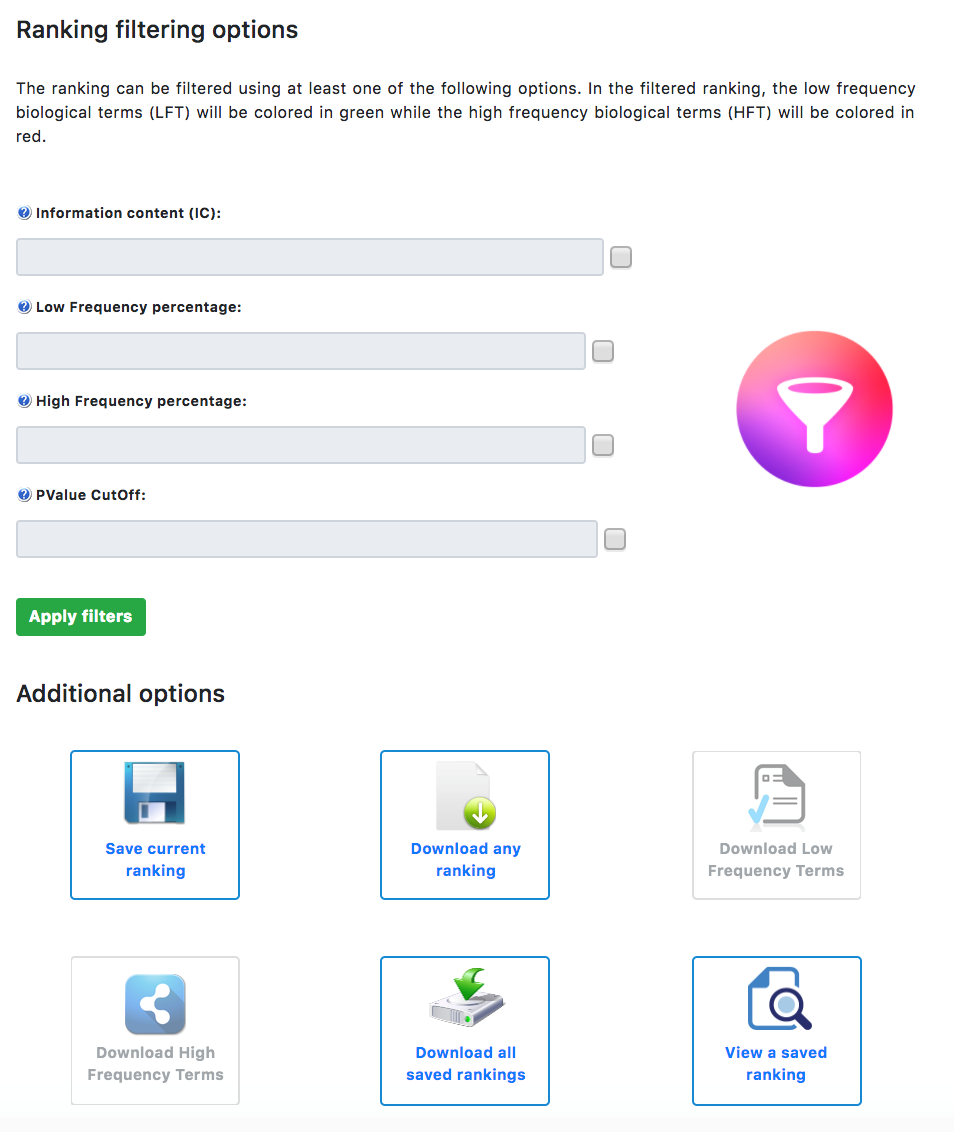 Ranking filtering options
The ranking can be filtered using at least one of the following options. In the filtered ranking, the low frequency
biological terms (LFT) will be colored in green while the high frequency biological terms (HFT) will be colored in
red.
? Information content (IC):
? Low Frequency percentage:
? High Frequency percentage:
? PValue CutOff:
Apply filters
Additional options
Save current
ranking
Download any
ranking
Download Low
Frequency Terms
Download High
Frequency Terms
Download all
saved rankings
View a saved
ranking